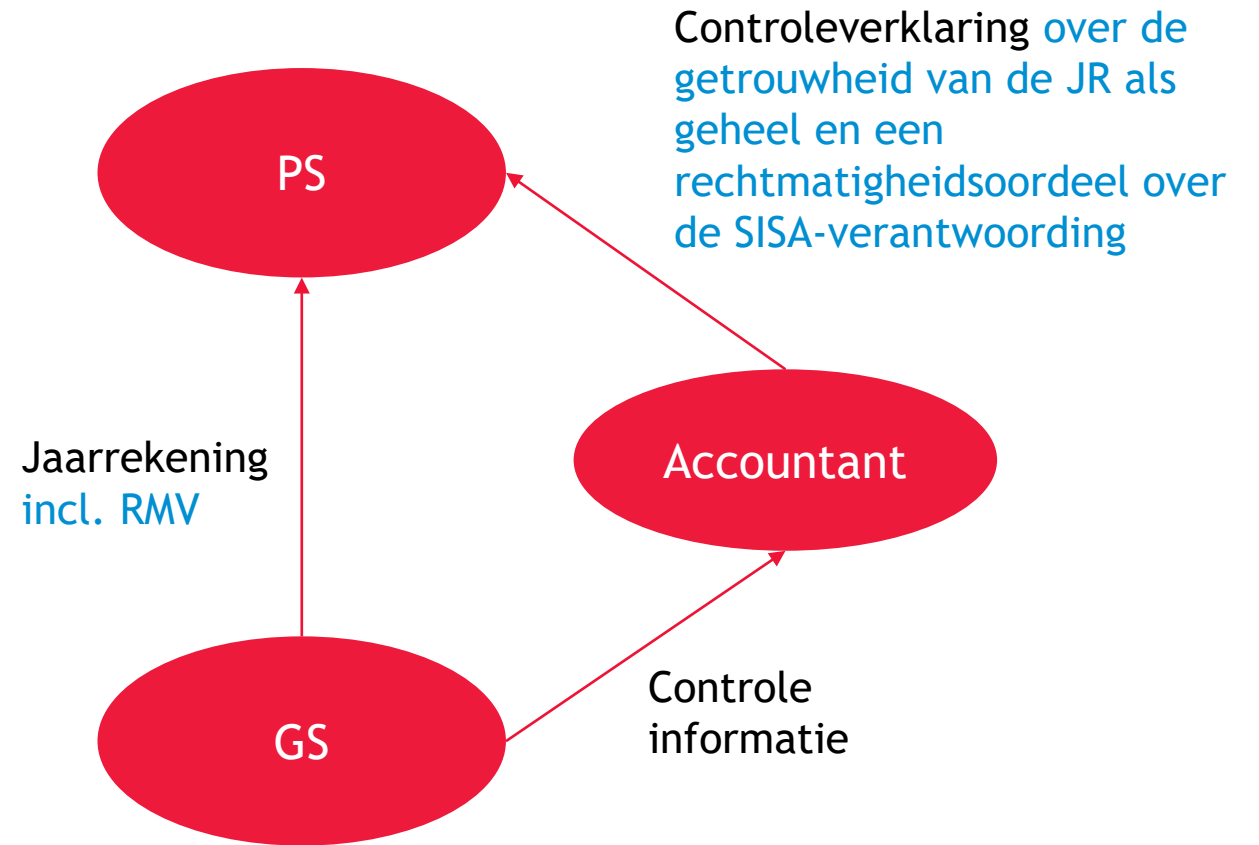 Controleverklaring over de
getrouwheid van de JR als
geheel en een
rechtmatigheidsoordeel over
de SISA-verantwoording
PS
Accountant
Jaarrekening
incl. RMV
Controle
informatie
GS